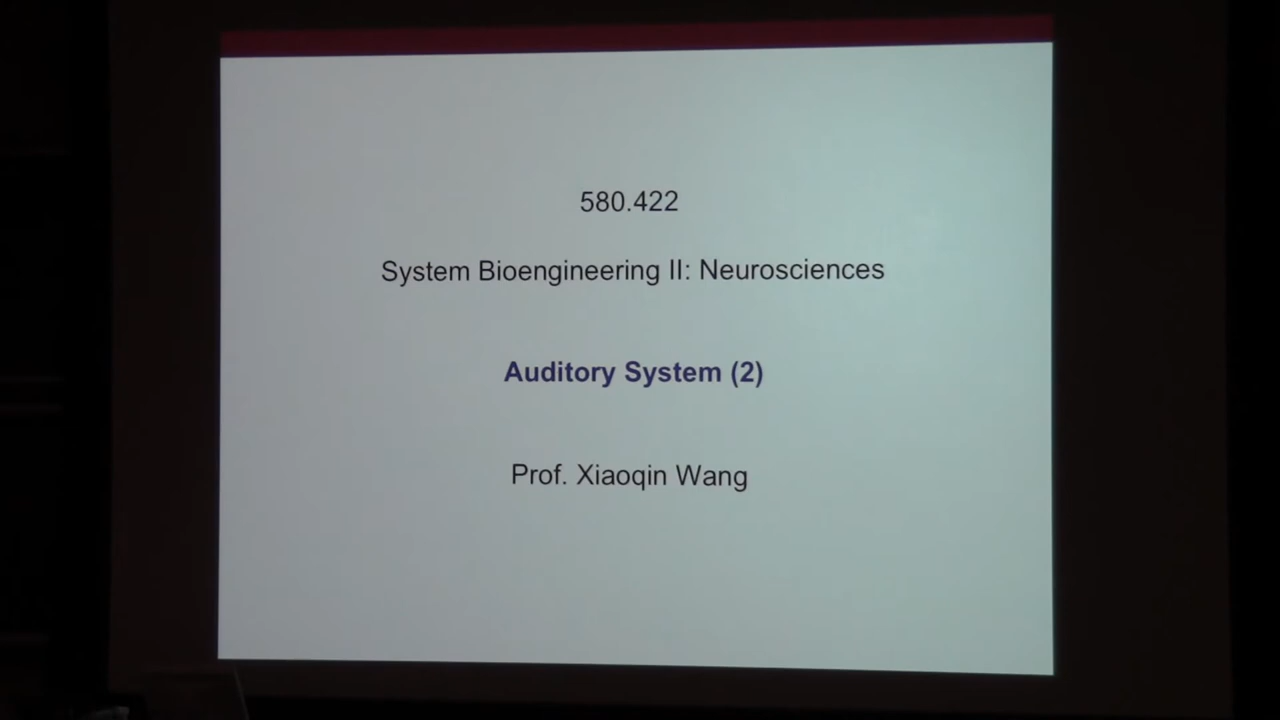 580.422
System Bioengineering II: Neurosciences
Auditory System (2)
Prof. Xiaoqin Wang